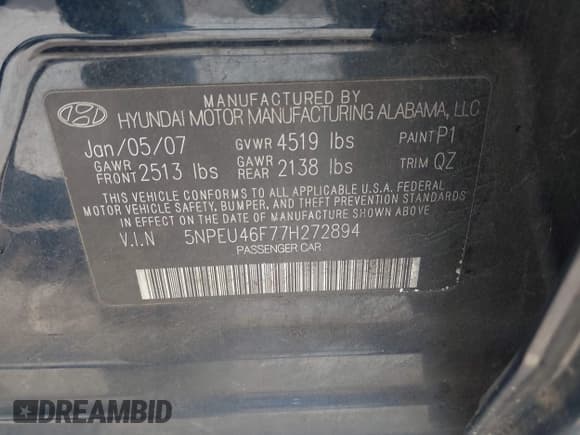 MANUFACTURED BY
HYUNDAI MOTOR MANUFACTURING ALABAMA, LLC
Jan/05/07 GVWR 4519 lbs PAINT P1
GAWR FRONT 2513 lbs GAWR REAR 2138 lbs TRIM QZ
THIS VEHICLE CONFORMS TO ALL APPLICABLE U.S.A. FEDERAL
MOTOR VEHICLE SAFETY, BUMPER, AND THEFT PREVENTION STANDARDS
IN EFFECT ON THE DATE OF MANUFACTURE SHOWN ABOVE
V.I.N 5NPEU46F77H272894
PASSENGER CAR
DREAMBID